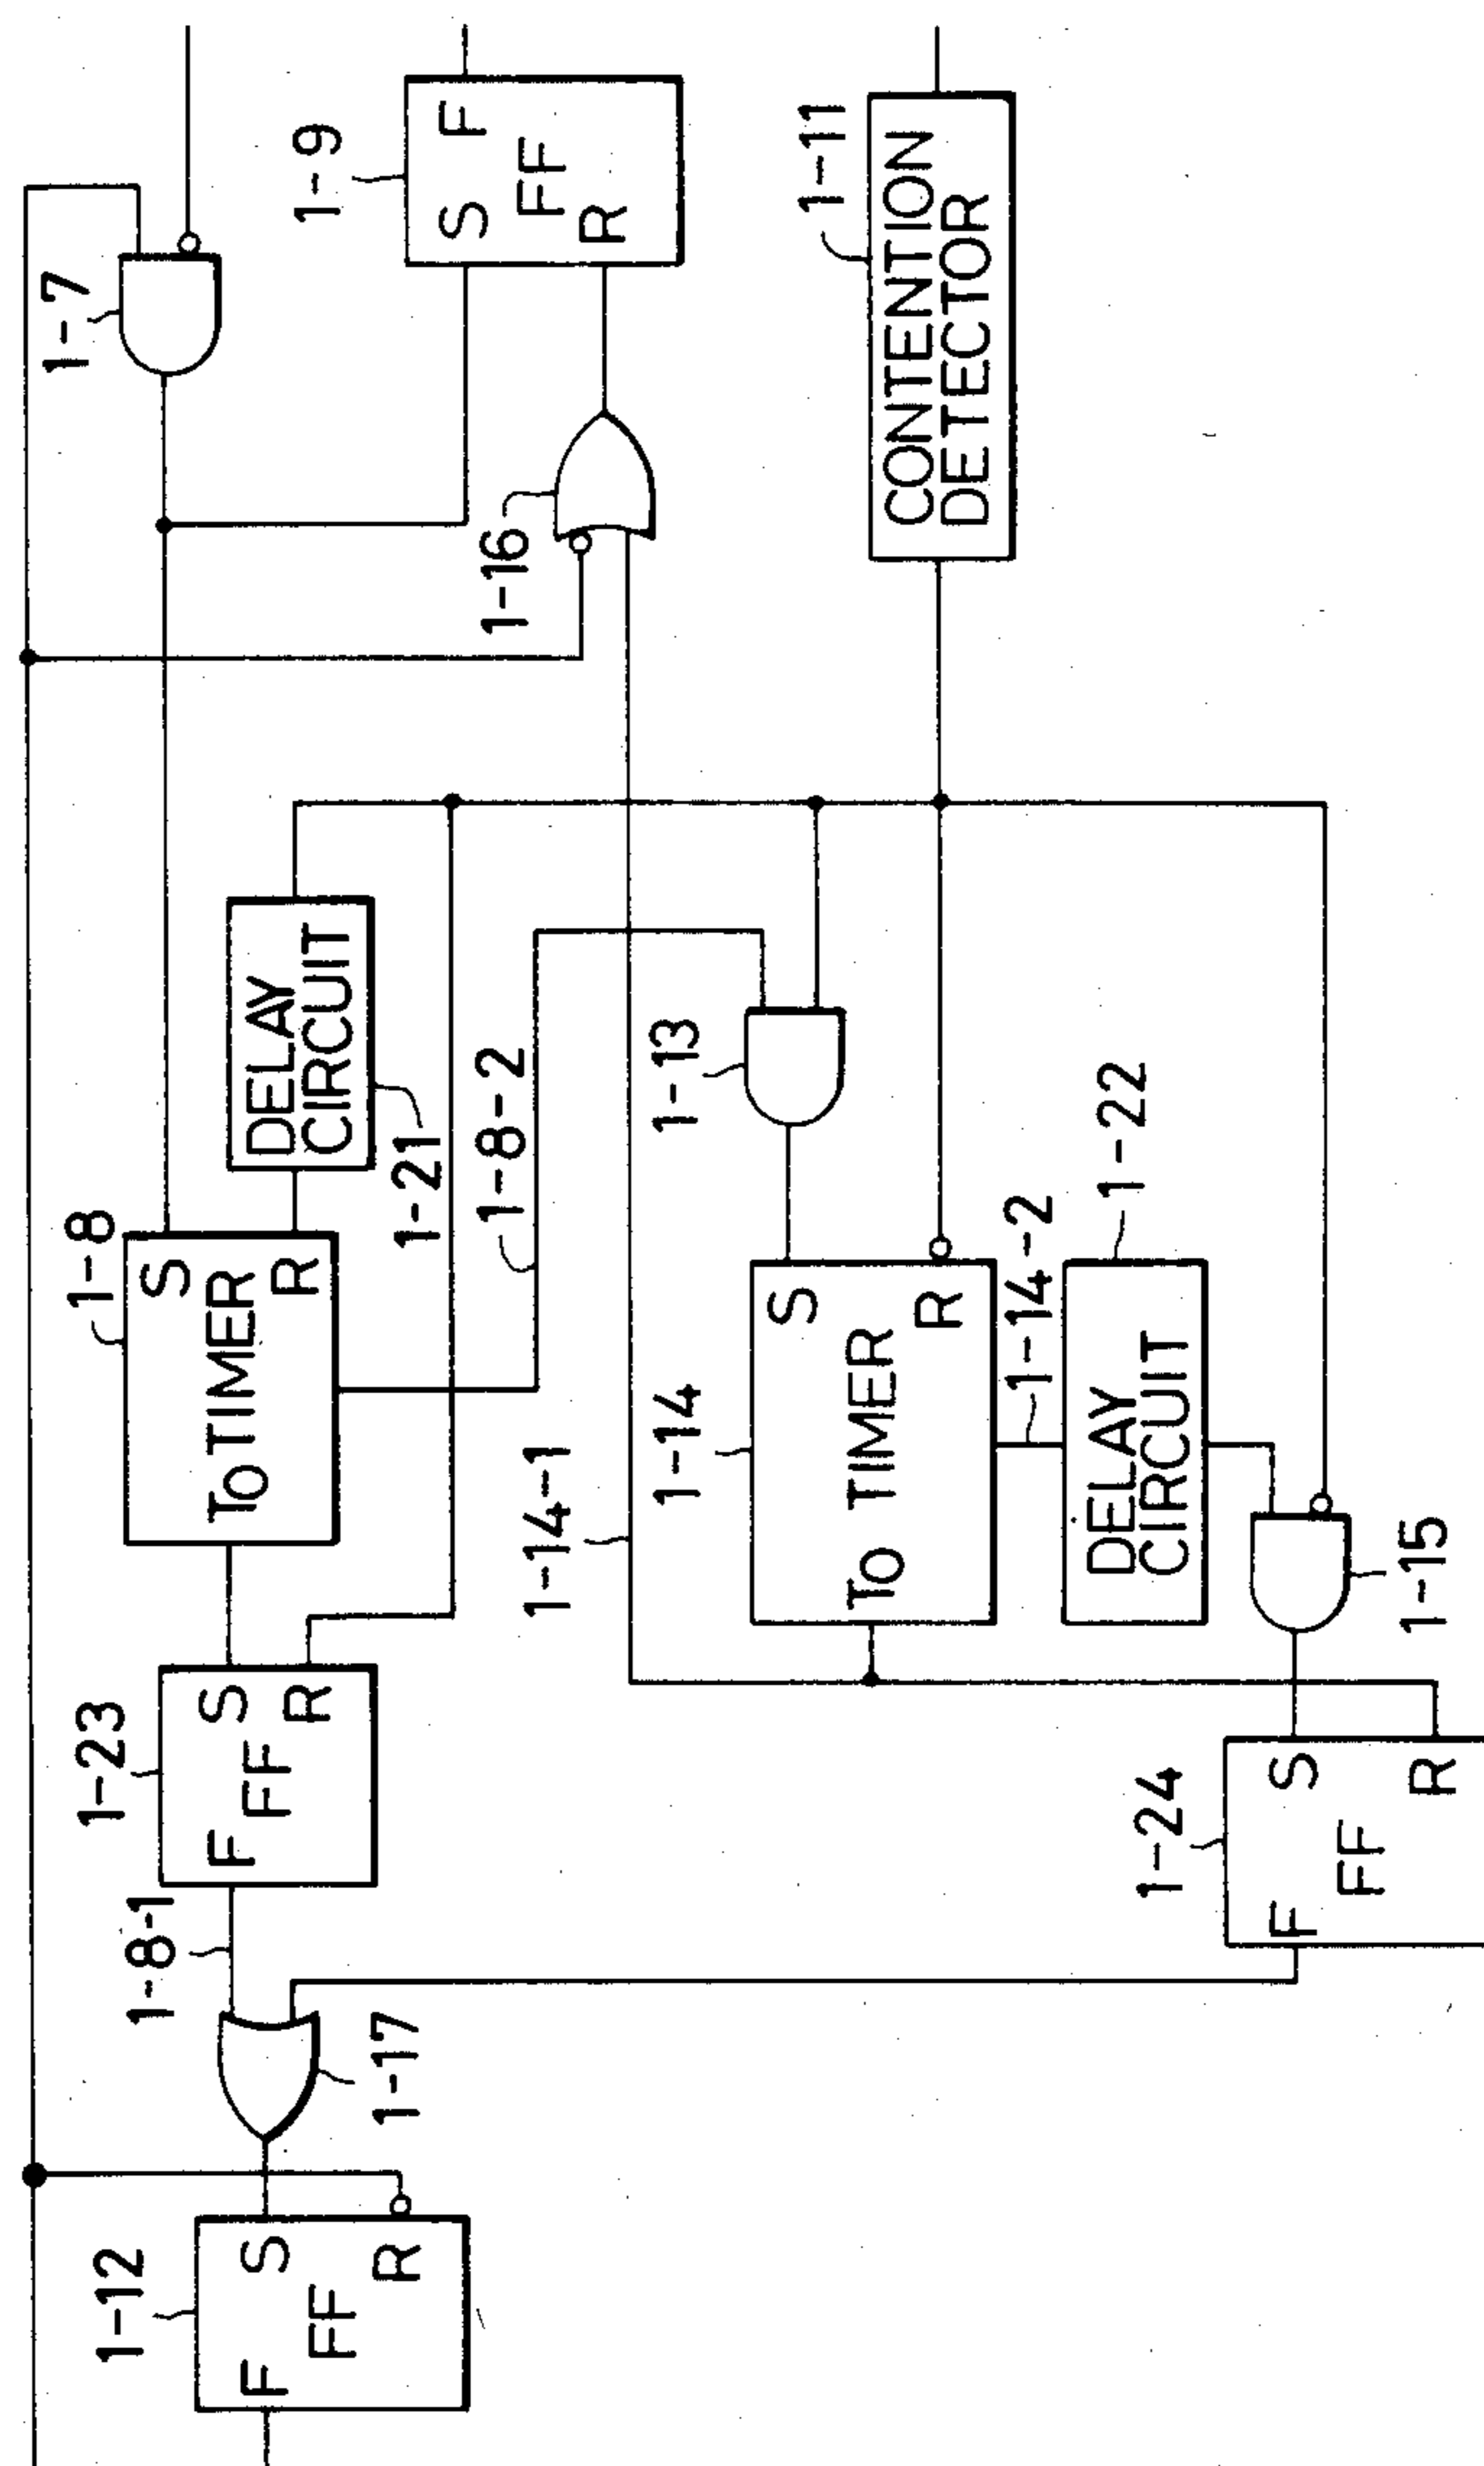 1-12
F S
FF
R
1-17
1-8-1
1-23
F S
FF
R
1-8
S
To TIMER
R
DELAY
CIRCUIT
1-21
1-7
1-9
S F
FF
R
1-16
1-8-2
1-14-1
1-13
1-14
S
To TIMER
R
1-14-2
1-22
DELAY
CIRCUIT
1-11
CONTENTION
DETECTOR
1-15
1-24
F S
FF
R